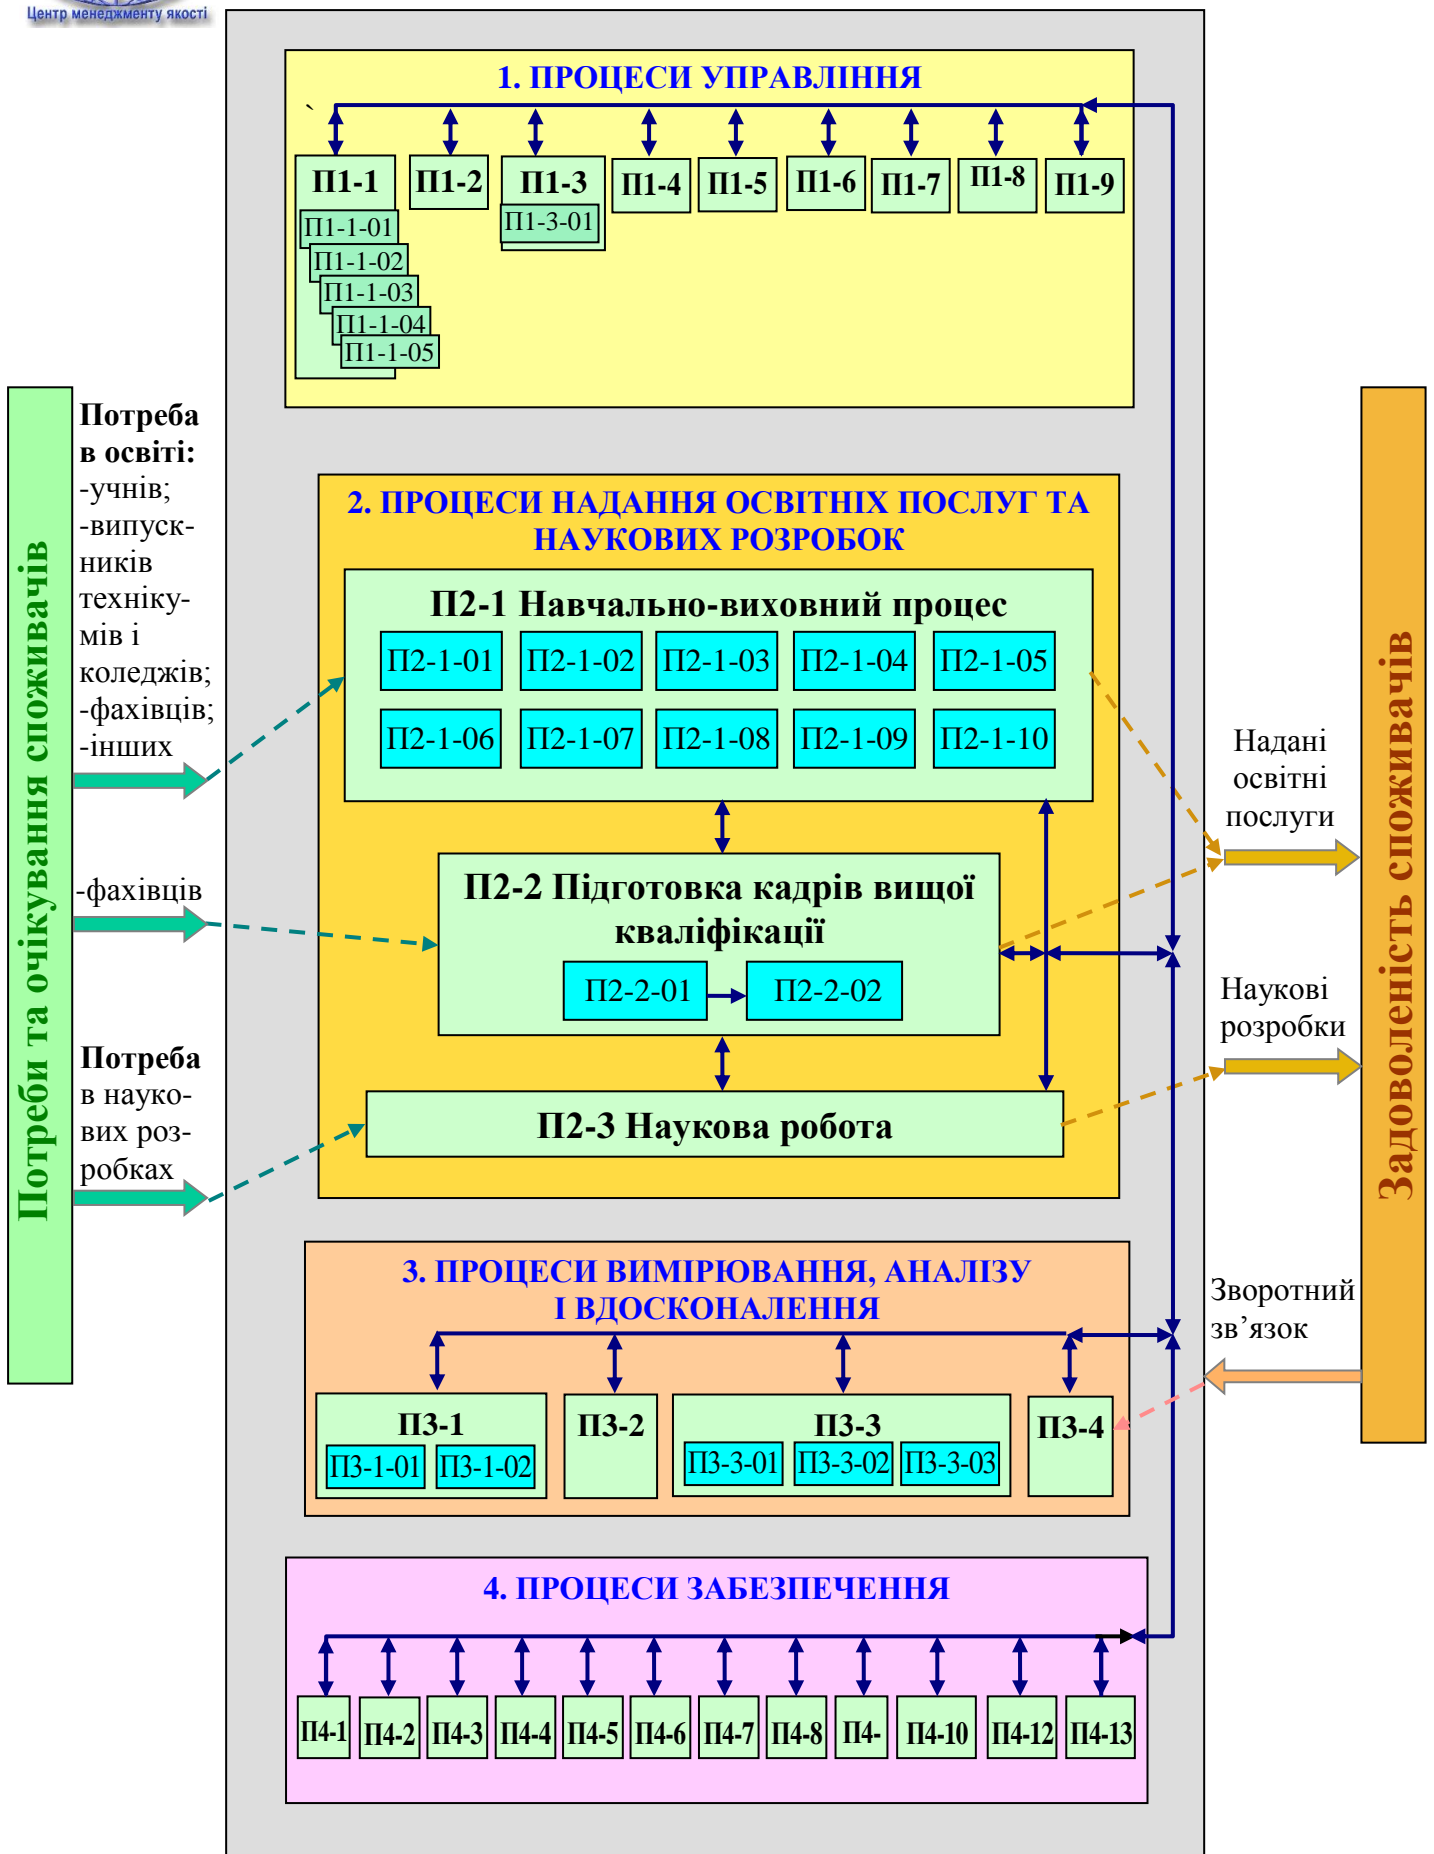 Центр менеджменту якості
1. ПРОЦЕСИ УПРАВЛІННЯ
`
П1-1
П1-2
П1-3
П1-4
П1-5
П1-6
П1-7
П1-8
П1-9
П1-1-01
П1-1-02
П1-1-03
П1-1-04
П1-1-05
П1-3-01
Потреби та очікування споживачів
Потреба
в освіті:
-учнів;
-випуск-
ників
техніку-
мів і
коледжів;
-фахівців;
-інших
-фахівців
Потреба
в науко-
вих роз-
робках
2. ПРОЦЕСИ НАДАННЯ ОСВІТНІХ ПОСЛУГ ТА
НАУКОВИХ РОЗРОБОК
П2-1 Навчально-виховний процес
П2-1-01
П2-1-02
П2-1-03
П2-1-04
П2-1-05
П2-1-06
П2-1-07
П2-1-08
П2-1-09
П2-1-10
П2-2 Підготовка кадрів вищої
кваліфікації
П2-2-01
П2-2-02
П2-3 Наукова робота
Надані
освітні
послуги
Наукові
розробки
Зворотний
зв’язок
Задоволеність споживачів
3. ПРОЦЕСИ ВИМІРЮВАННЯ, АНАЛІЗУ
І ВДОСКОНАЛЕННЯ
П3-1
П3-1-01
П3-1-02
П3-2
П3-3
П3-3-01
П3-3-02
П3-3-03
П3-4
4. ПРОЦЕСИ ЗАБЕЗПЕЧЕННЯ
П4-1
П4-2
П4-3
П4-4
П4-5
П4-6
П4-7
П4-8
П4-
П4-10
П4-12
П4-13